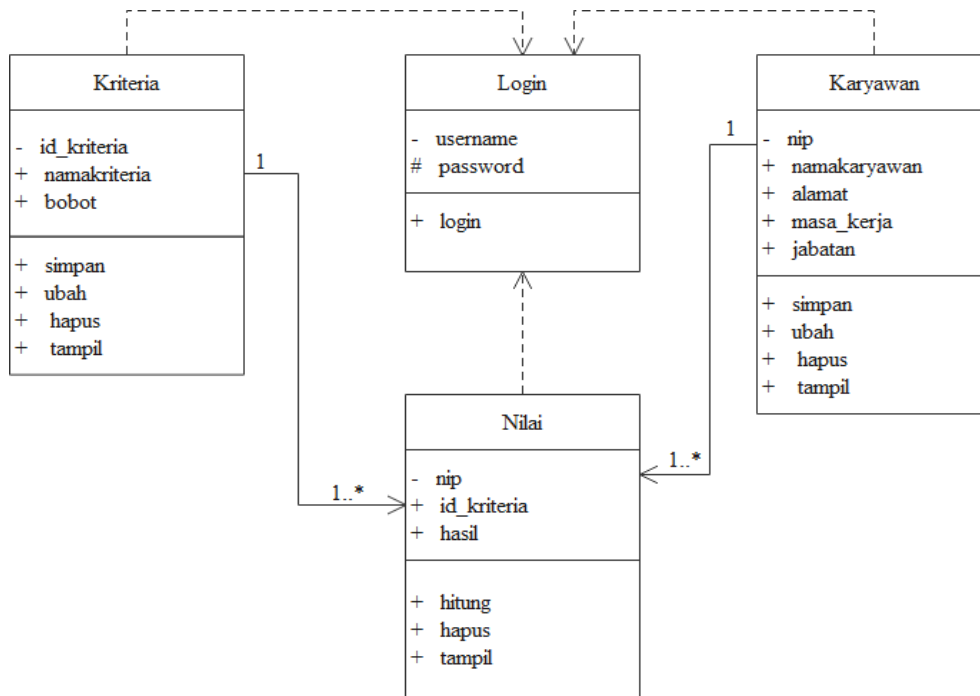 Kriteria
- id_kriteria
+ namakriteria
+ bobot
+ simpan
+ ubah
+ hapus
+ tampil
Login
- username
# password
+ login
Karyawan
- nip
+ namakaryawan
+ alamat
+ masa_kerja
+ jabatan
+ simpan
+ ubah
+ hapus
+ tampil
1
1
1..*
1..*
Nilai
- nip
+ id_kriteria
+ hasil
+ hitung
+ hapus
+ tampil